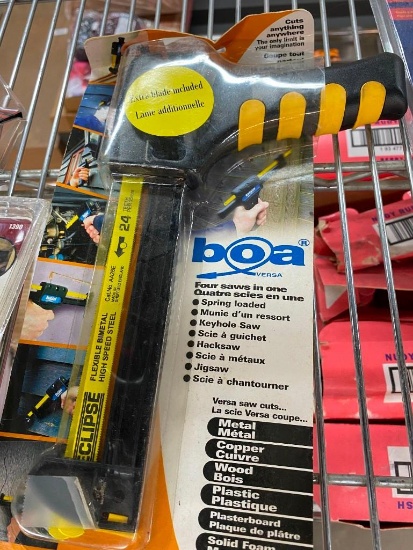 Cuts
anything
anywhere
The only limit is
your imagination
Coupe tout
Extra blade included
Lame additionnelle
boa®
VERSA
Four saws in one
Quatre scies en une
• Spring loaded
• Munie d'un ressort
• Keyhole Saw
• Scie à guichet
• Hacksaw
• Scie à métaux
• Jigsaw
• Scie à chantourner
Versa saw cuts...
La scie Versa coupe...
Metal
Métal
Copper
Cuivre
Wood
Bois
Plastic
Plastique
Plasterboard
Plaque de plâtre
Solid Foam
24
FLEXIBLE BIMETAL
HIGH SPEED STEEL
ECLIPSE
1390